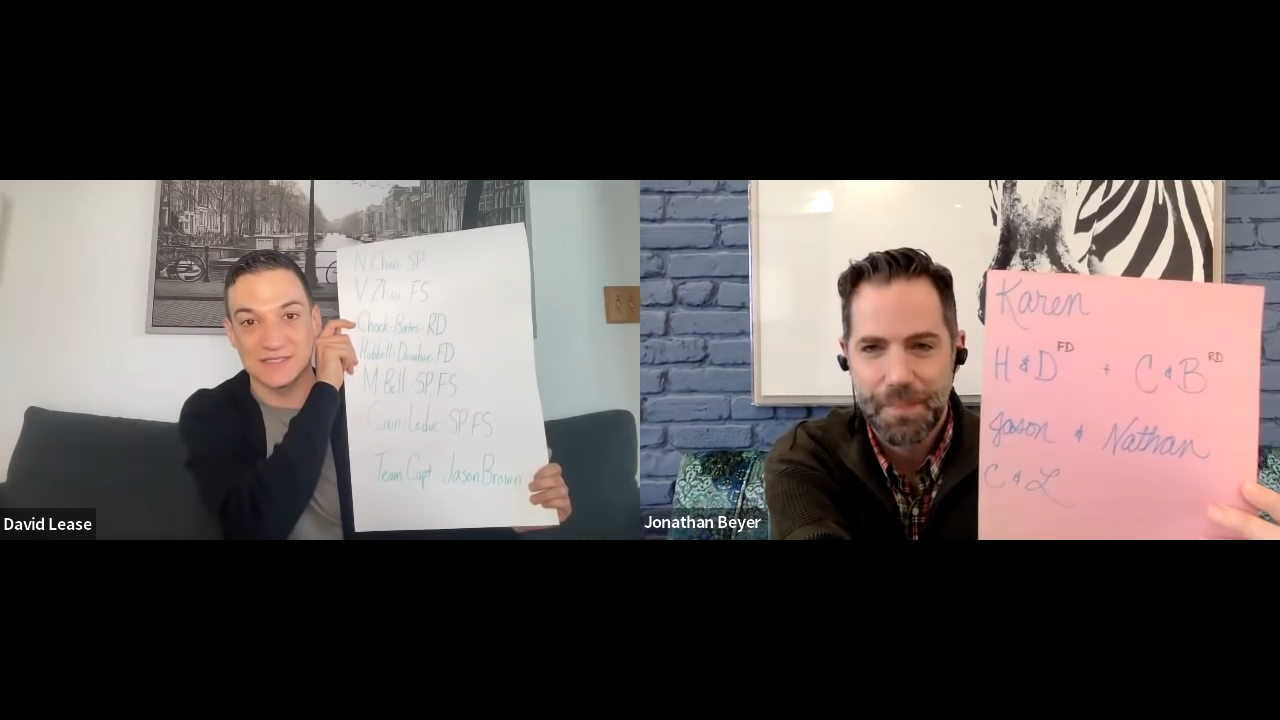 N Chen SP
V Zhou FS
Chock-Bates-RD
Hubbell Donohue-FD
M Bell-SP, FS
Cain-Leduc SP, FS
Team Capt Jason Brown
David Lease
Karen
H & D FD + C & B RD
Jason & Nathan
C & L
Jonathan Beyer